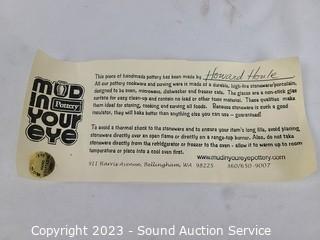 MUD
Pottery
IN
YOUR
EYE
This piece of handmade pottery has been made by Howard Houle
All our pottery cookware and serving ware is made of a durable, high-fire stoneware/porcelain,
designed to be oven, microwave, dishwasher and freezer safe. The glazes are a non-stick glass
surface for easy clean-up and contain no lead or other toxic material. These qualities make
them ideal for storing, cooking and serving all foods. Because stoneware is such a good
insulator, they will bake better than anything else you can use - guaranteed!
To avoid a thermal shock to the stoneware and to ensure your item's long life, avoid placing
stoneware directly over an open flame or directly on a range-top burner. Also, do not take
stoneware directly from the refrigerator or freezer to the oven - allow it to warm up to room
temperature or place into a cool oven first.
www.mudinyoureyepottery.com
911 Harris Avenue, Bellingham, WA 98225 360/650-9007
Copyright 2023 - Sound Auction Service